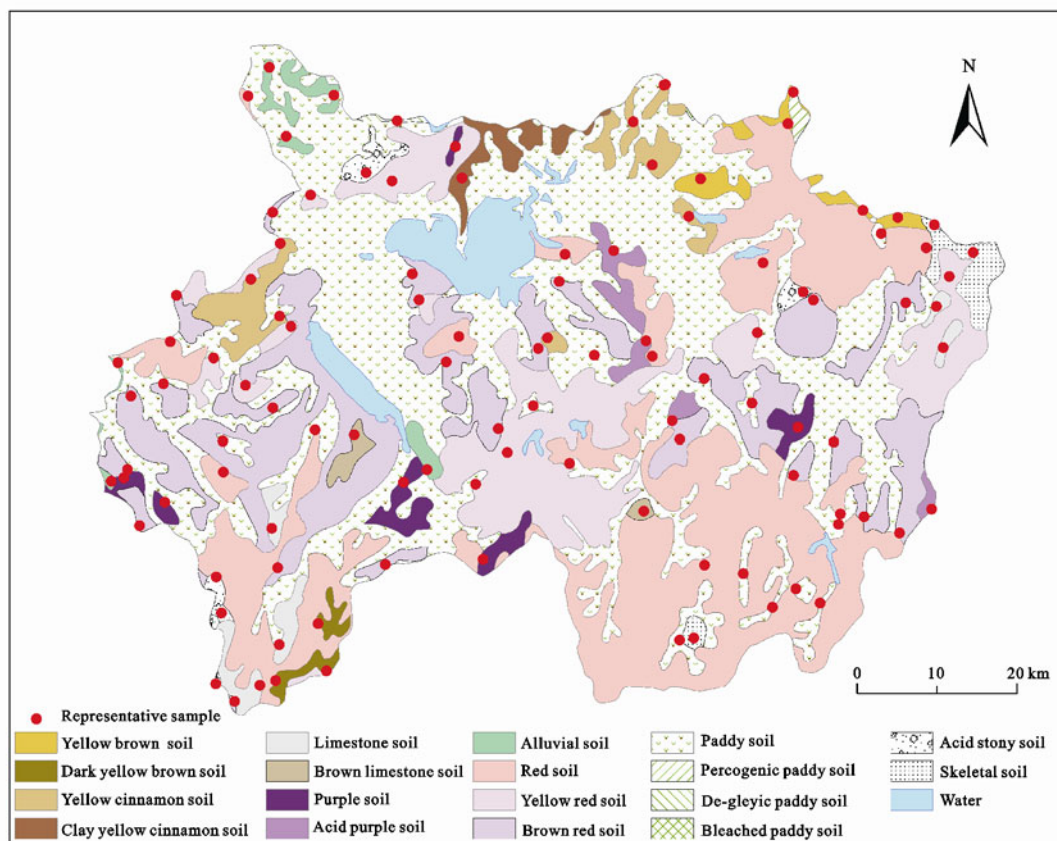 N
0 10 20 km
Representative sample
Yellow brown soil
Dark yellow brown soil
Yellow cinnamon soil
Clay yellow cinnamon soil
Limestone soil
Brown limestone soil
Purple soil
Acid purple soil
Alluvial soil
Red soil
Yellow red soil
Brown red soil
Paddy soil
Percogenic paddy soil
De-gleyic paddy soil
Bleached paddy soil
Acid stony soil
Skeletal soil
Water